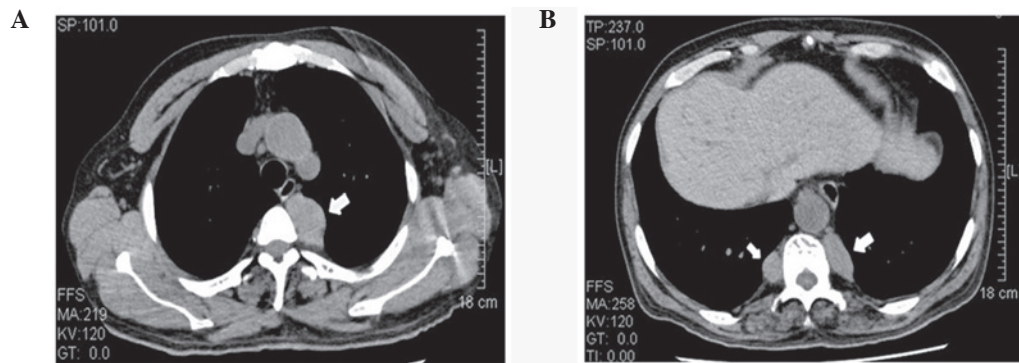 A
SP:101.0
[L]
18 cm
FFS
MA:219
KV:120
GT: 0.0
B
TP:237.0
SP:101.0
[L
18 cm
FFS
MA:258
KV:120
GT: 0.0
TI: 0.00